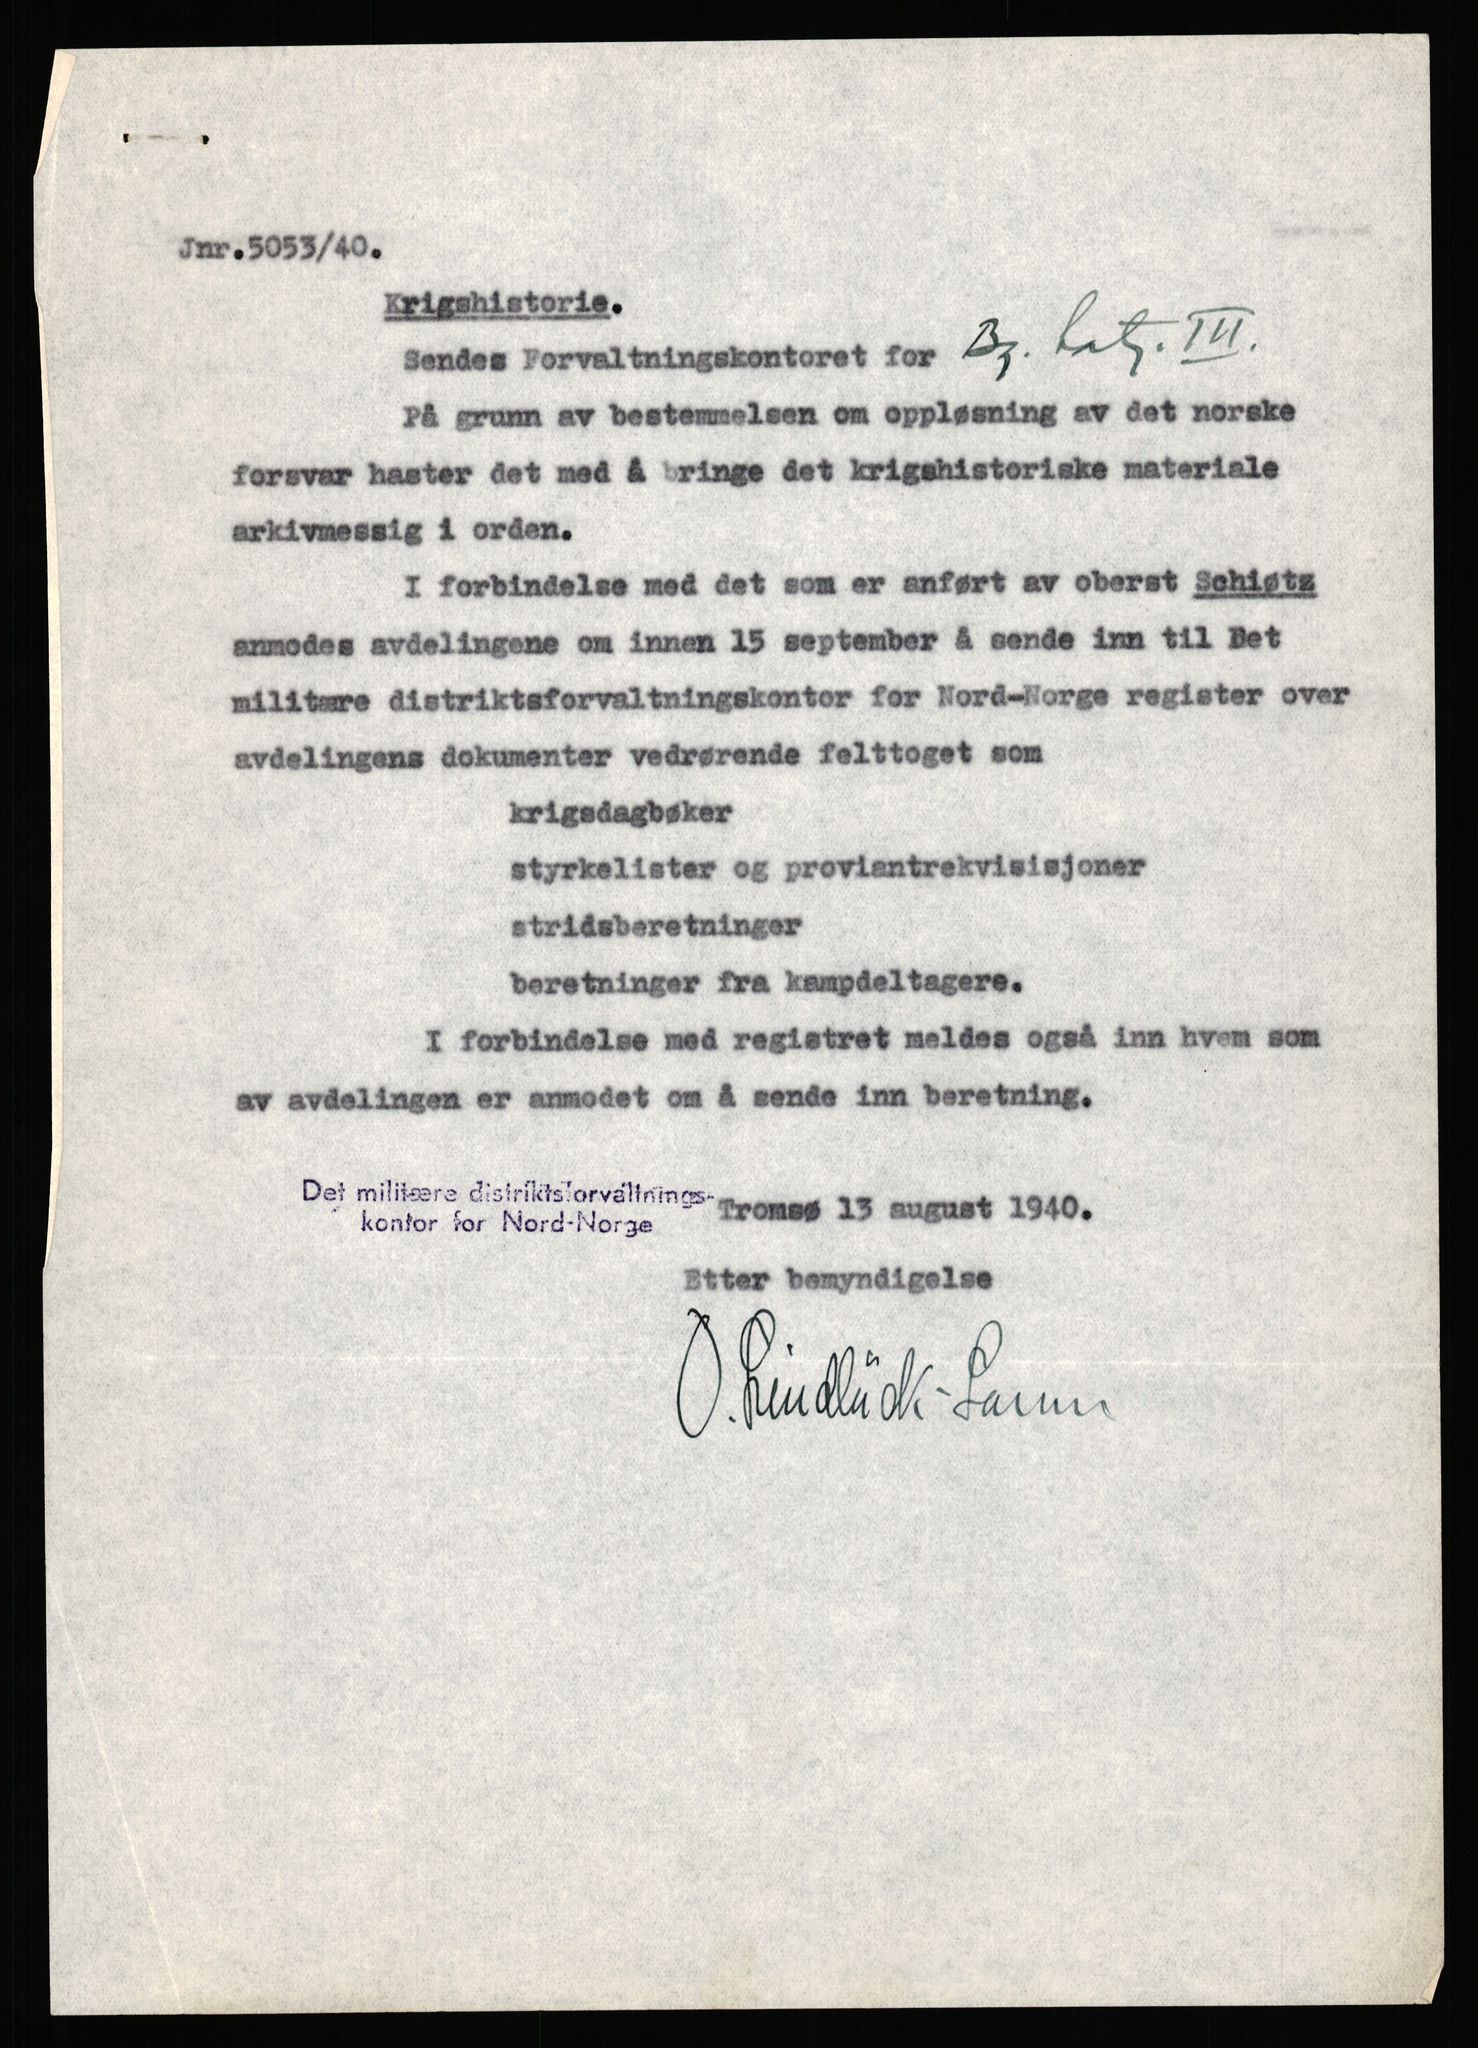 Jnr.5053/40.
Krigshistorie.
Sendes Forvaltningskontoret for Bg. III.
På grunn av bestemmelsen om oppløsning av det norske
forsvar haster det med å bringe det krigshistoriske materiale
arkivmessig i orden.
I forbindelse med det som er anført av oberst Schiøtz
anmodes avdelingene om innen 15 september å sende inn til Det
militære distriktsforvaltningskontor for Nord-Norge register over
avdelingens dokumenter vedrørende felttoget som
krigsdagbøker
styrkelister og proviantrekvisisjoner
stridsberetninger
beretninger fra kampdeltagere.
I forbindelse med registret meldes også inn hvem som
av avdelingen er anmodet om å sende inn beretning.
Det militære distriktsforvaltnings-
kontor for Nord-Norge
Tromsø 13 august 1940.
Etter bemyndigelse
O. Lindbäck-Larsen